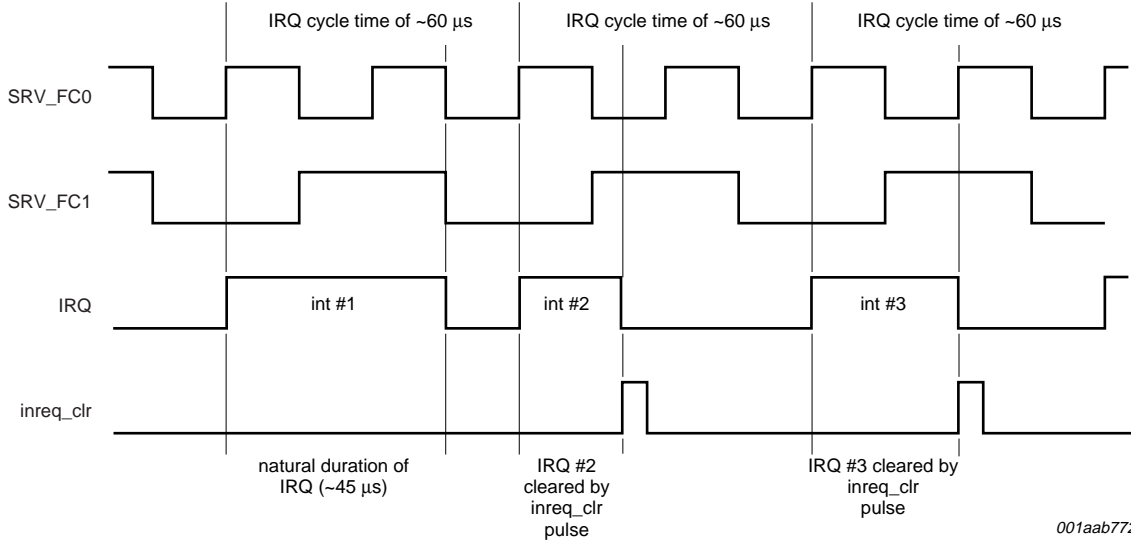 IRQ cycle time of ~60 μs
IRQ cycle time of ~60 μs
IRQ cycle time of ~60 μs
SRV_FC0
SRV_FC1
IRQ
int #1
int #2
int #3
inreq_clr
natural duration of
IRQ (~45 μs)
IRQ #2
cleared by
inreq_clr
pulse
IRQ #3 cleared by
inreq_clr
pulse
001aab772